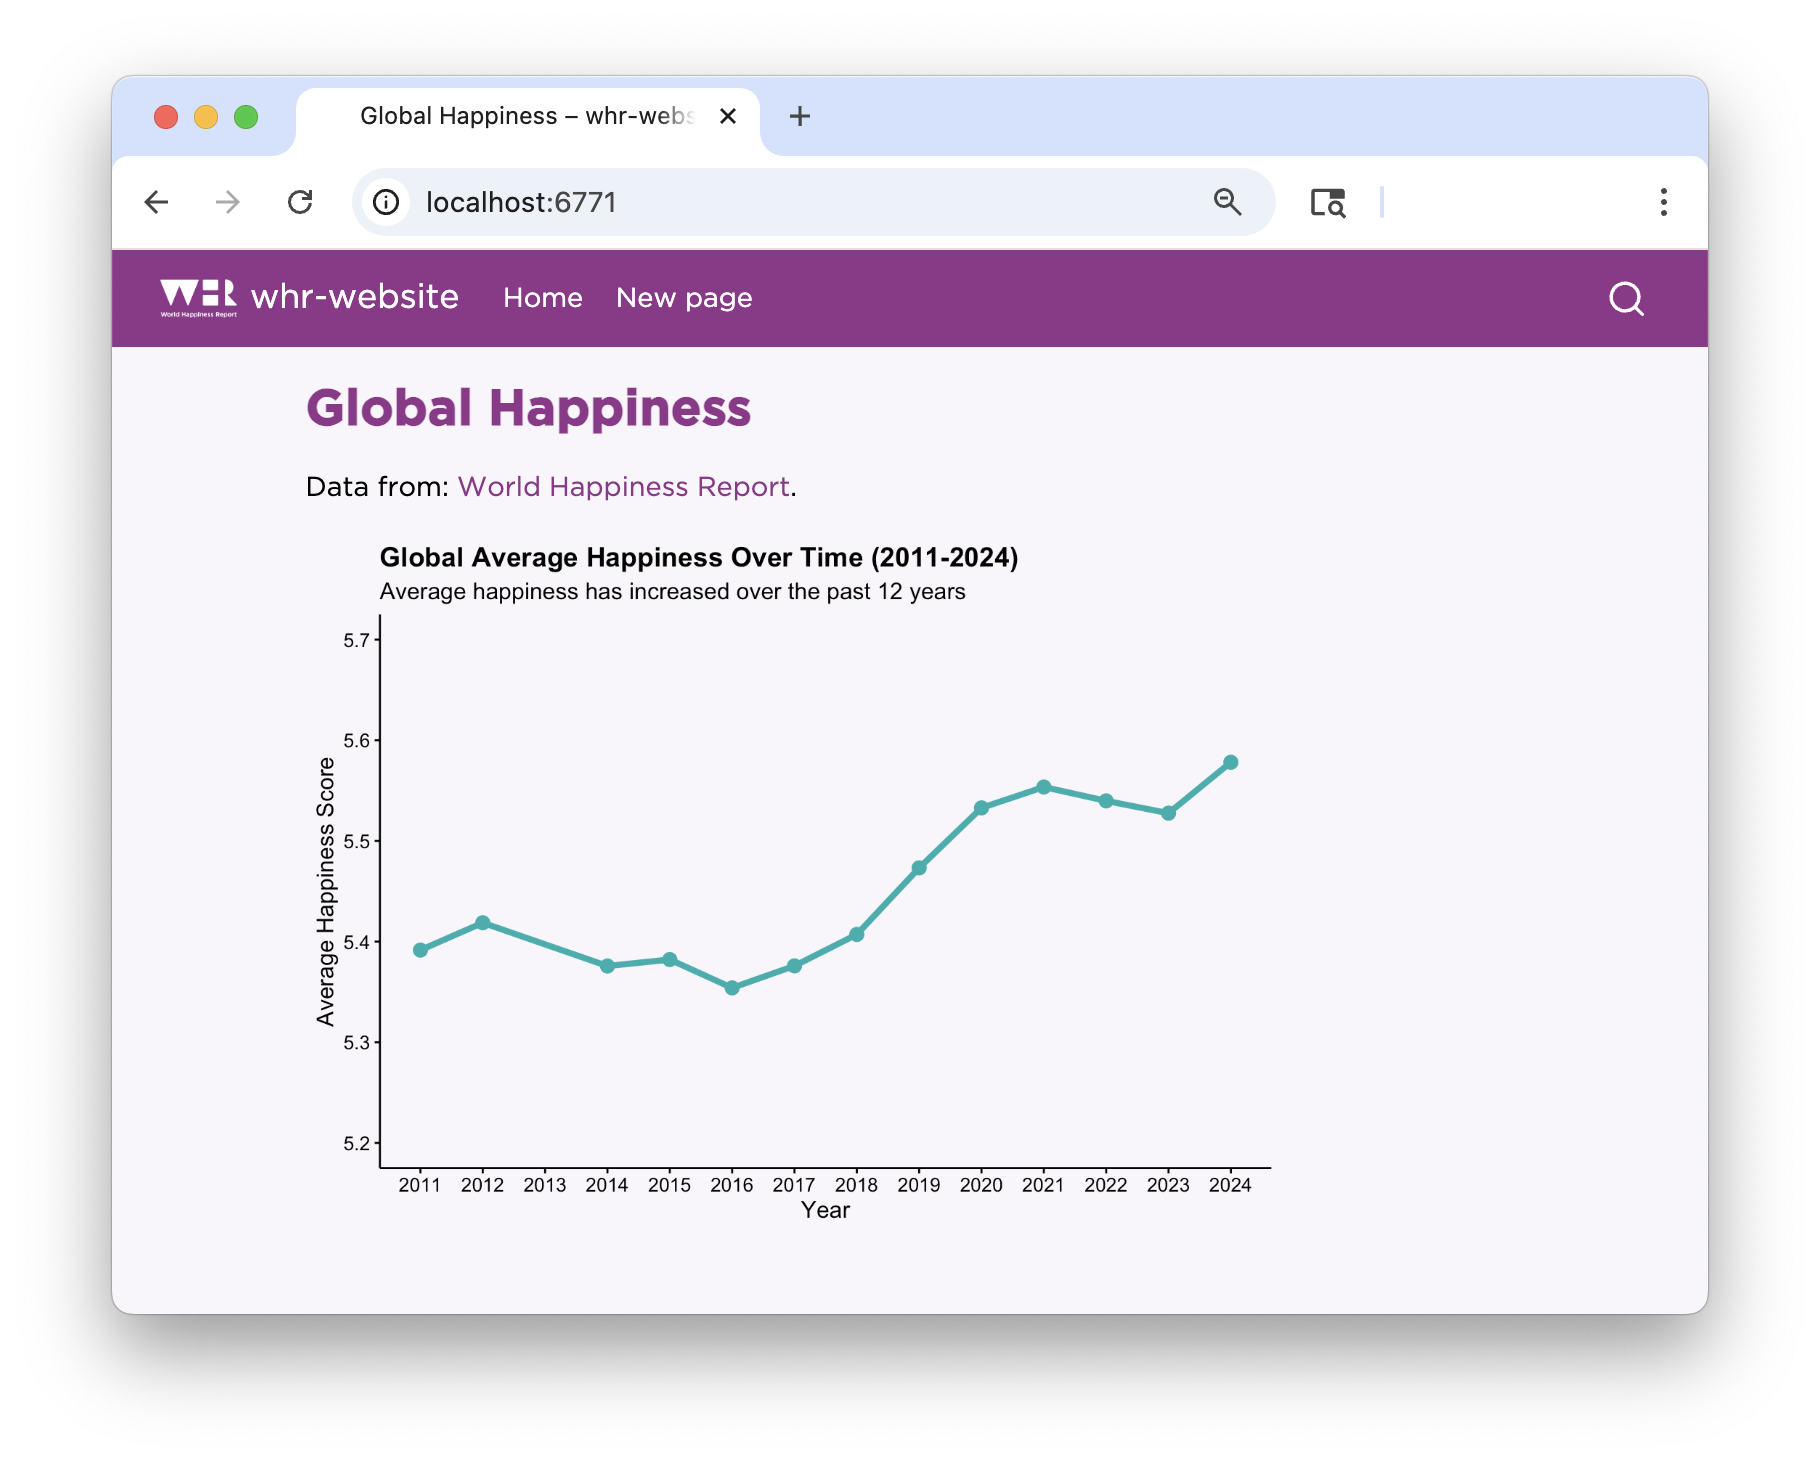 Global Happiness – whr-webs
localhost:6771
WHR
World Happiness Report
whr-website
Home
New page
Global Happiness
Data from: World Happiness Report.
Global Average Happiness Over Time (2011-2024)
Average happiness has increased over the past 12 years
Average Happiness Score
5.7
5.6
5.5
5.4
5.3
5.2
2011 2012 2013 2014 2015 2016 2017 2018 2019 2020 2021 2022 2023 2024
Year